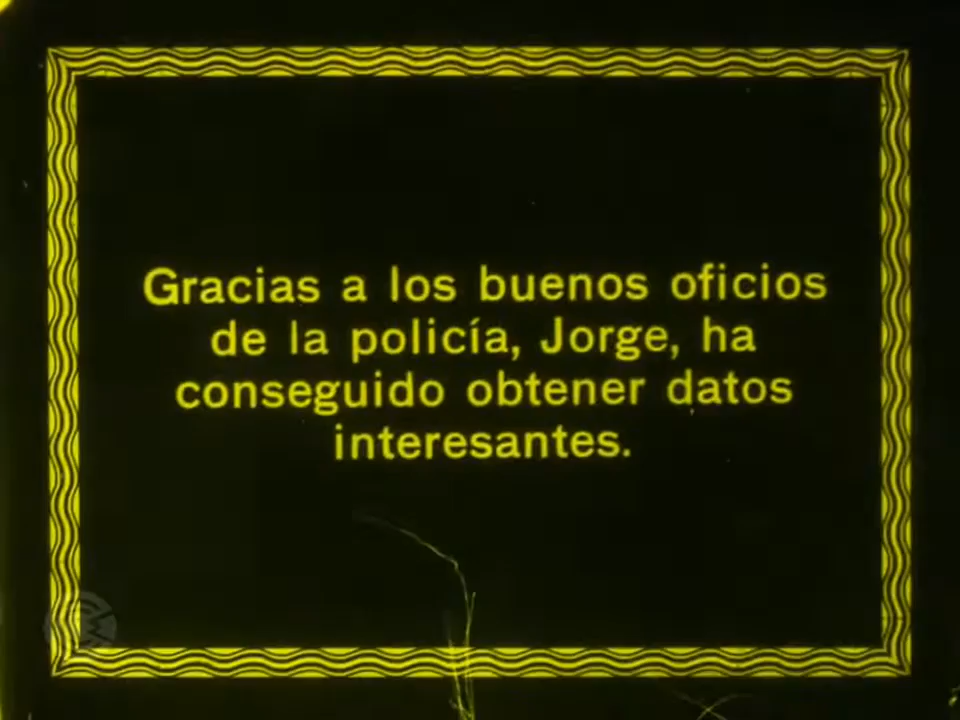 Gracias a los buenos oficios
de la policía, Jorge, ha
conseguido obtener datos
interesantes.